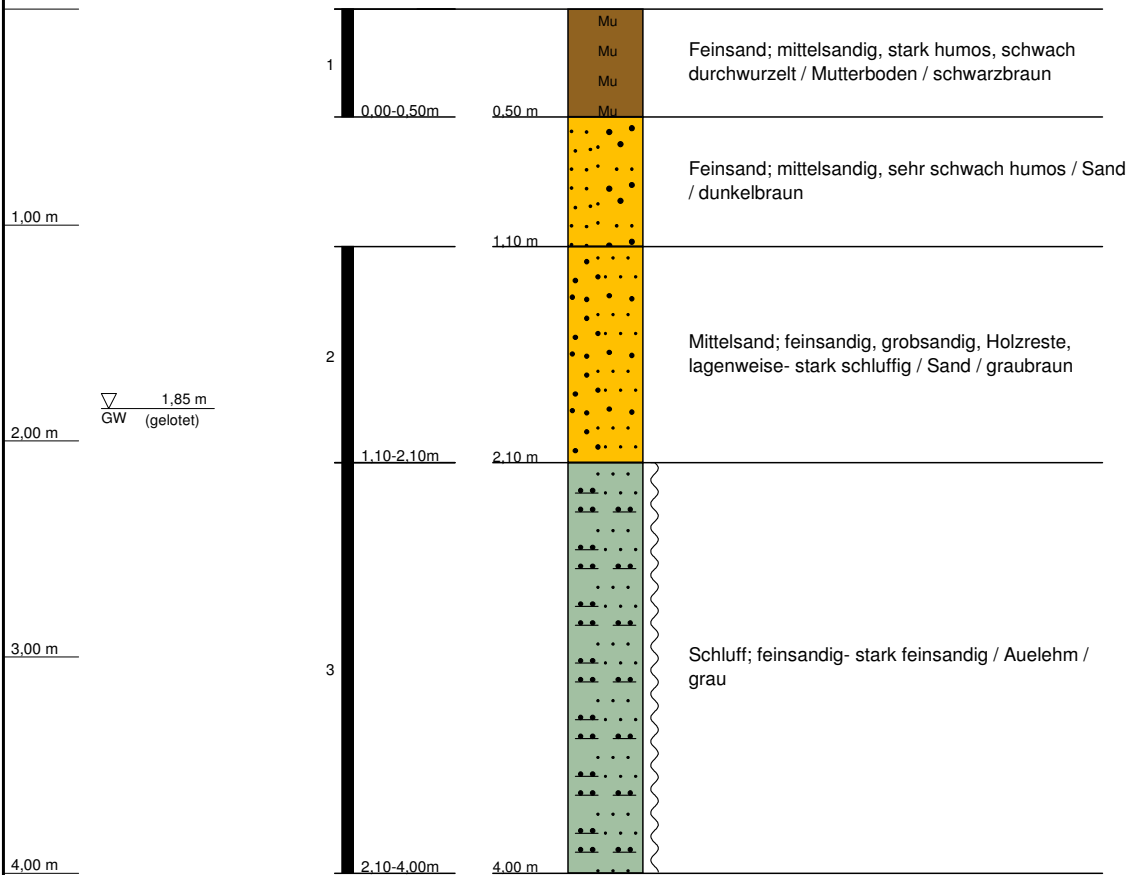 Mu
Mu
Mu
Mu
1
0,00-0,50m
0,50 m
Feinsand; mittelsandig, stark humos, schwach
durchwurzelt / Mutterboden / schwarzbraun
Feinsand; mittelsandig, sehr schwach humos / Sand
/ dunkelbraun
1,00 m
1,10 m
2
Mittelsand; feinsandig, grobsandig, Holzreste,
lagenweise- stark schluffig / Sand / graubraun
1,85 m
GW (gelotet)
2,00 m
1,10-2,10m
2,10 m
3,00 m
3
Schluff; feinsandig- stark feinsandig / Auelehm /
grau
4,00 m
2,10-4,00m
4,00 m